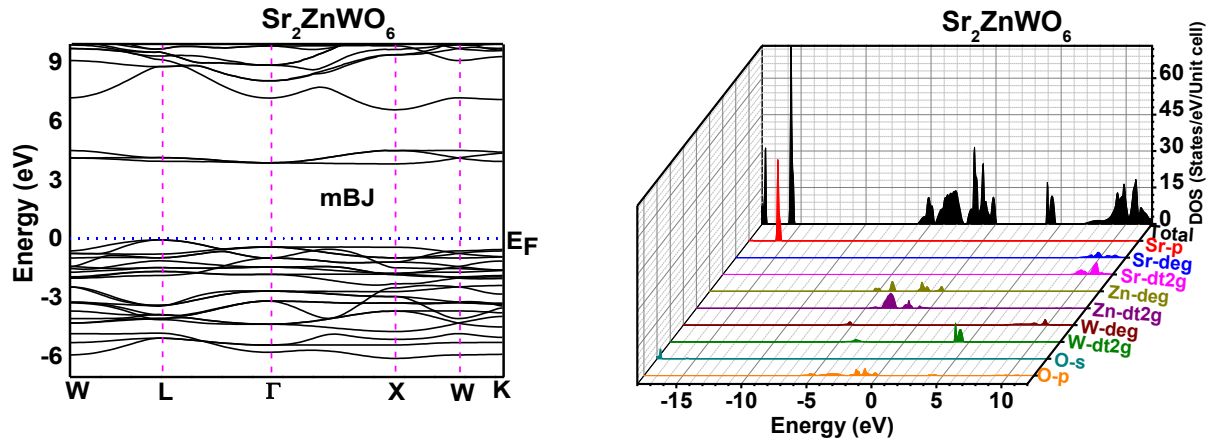 Sr₂ZnWO₆
9
6
3
0
-3
-6
Energy (eV)
mBJ
E_F
W L Γ X W K
Sr₂ZnWO₆
60
45
30
15
0
DOS (States/eV/Unit cell)
Total
Sr-p
Sr-deg
Sr-dt2g
Zn-deg
Zn-dt2g
W-deg
W-dt2g
O-s
O-p
-15 -10 -5 0 5 10
Energy (eV)